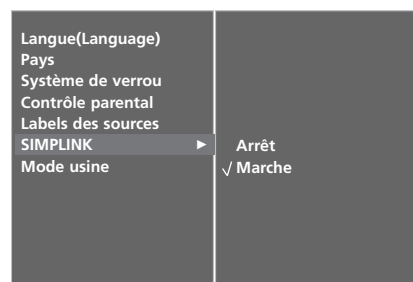 Langue(Language)
Pays
Système de verrou
Contrôle parental
Labels des sources
SIMPLINK ►
Mode usine
Arrêt
√ Marche